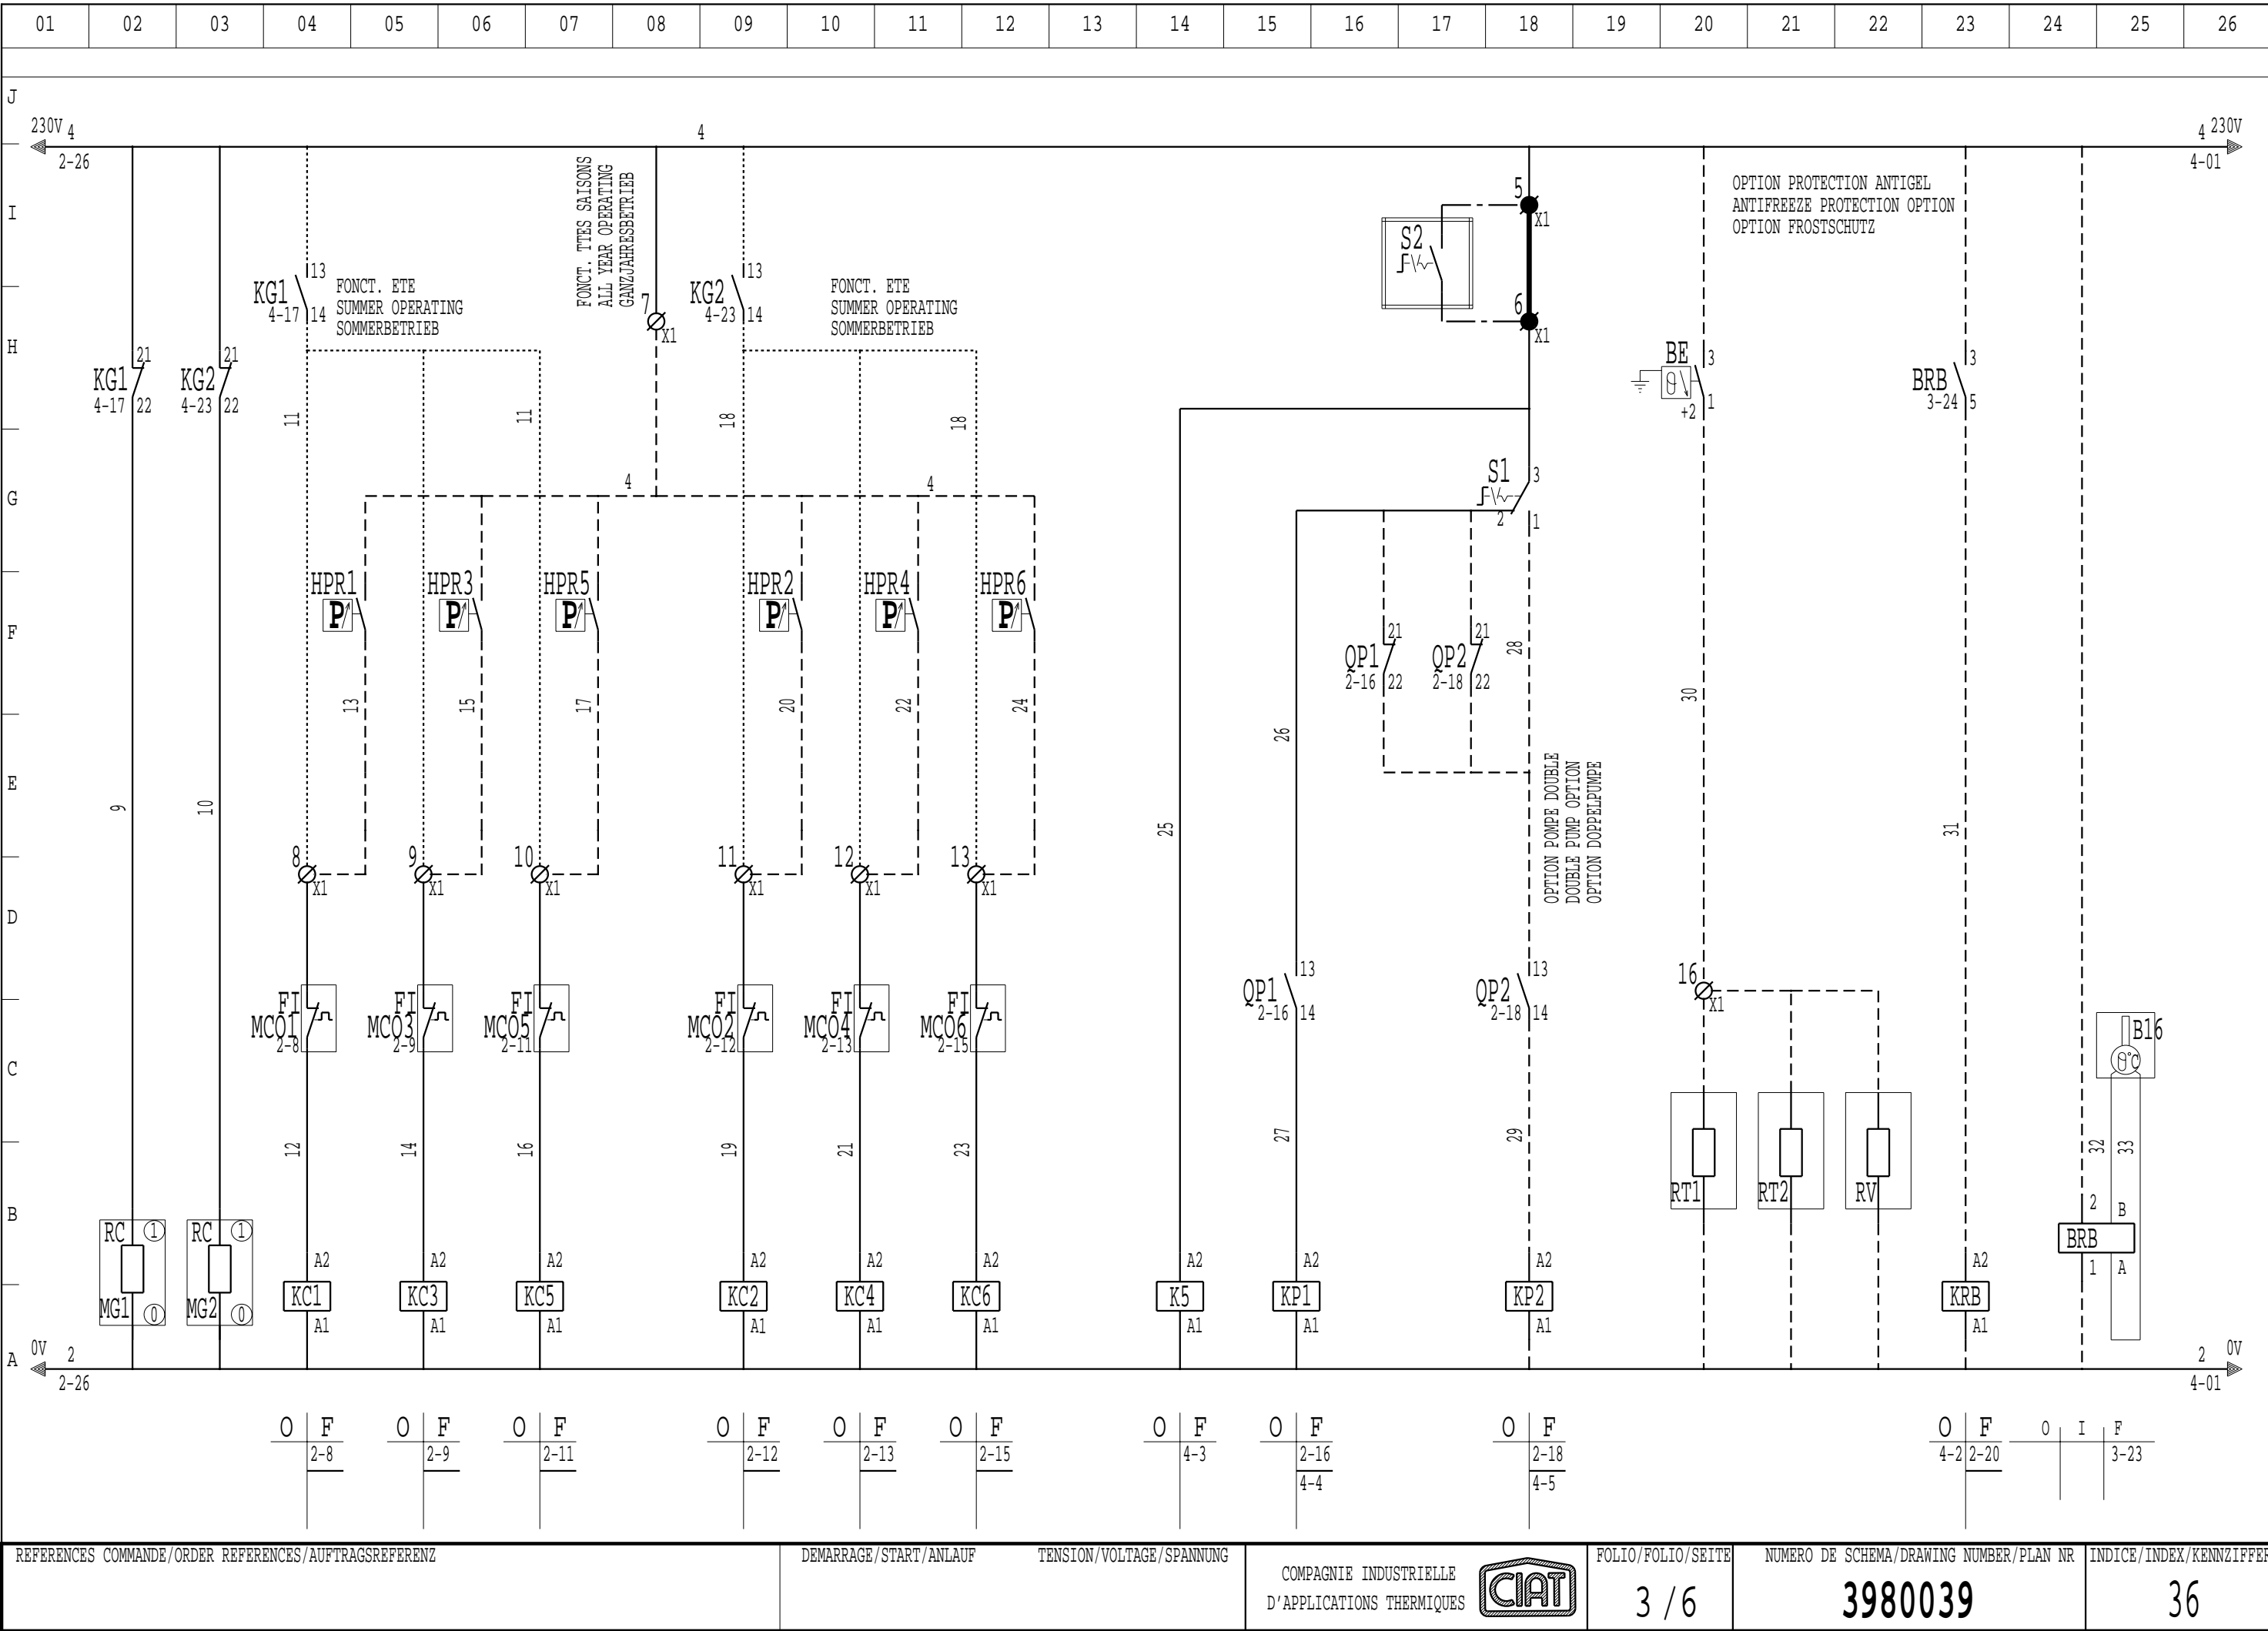 01 02 03 04 05 06 07 08 09 10 11 12 13 14 15 16 17 18 19 20 21 22 23 24 25 26
J
230V 4
2-26
4
4 230V
4-01
I
FONCT. TTES SAISONS
ALL YEAR OPERATING
GANZJAHRESBETRIEB
OPTION PROTECTION ANTIGEL
ANTIFREEZE PROTECTION OPTION
OPTION FROSTSCHUTZ
5
X1
S2
6
X1
13
KG1
4-17 14
FONCT. ETE
SUMMER OPERATING
SOMMERBETRIEB
7
X1
13
KG2
4-23 14
FONCT. ETE
SUMMER OPERATING
SOMMERBETRIEB
H
21
KG1
4-17 22
21
KG2
4-23 22
11
11
18
18
BE 3
θ
+2 1
3
BRB
3-24 5
G
4
4
S1 3
2 1
HPR1
P
HPR3
P
HPR5
P
HPR2
P
HPR4
P
HPR6
P
F
21
QP1
2-16 22
21
QP2
2-18 22
28
13
15
17
20
22
24
26
30
E
9
10
25
31
OPTION POMPE DOUBLE
DOUBLE PUMP OPTION
OPTION DOPPELPUMPE
8
X1
9
X1
10
X1
11
X1
12
X1
13
X1
D
FI
MCO1
2-8
FI
MCO3
2-9
FI
MCO5
2-11
FI
MCO2
2-12
FI
MCO4
2-13
FI
MCO6
2-15
13
QP1
2-16 14
13
QP2
2-18 14
16
X1
B16
θ°C
C
12
14
16
19
21
23
27
29
32
33
RT1
RT2
RV
B
RC 1
MG1 0
RC 1
MG2 0
A2
KC1
A1
A2
KC3
A1
A2
KC5
A1
A2
KC2
A1
A2
KC4
A1
A2
KC6
A1
A2
K5
A1
A2
KP1
A1
A2
KP2
A1
A2
KRB
A1
2 B
BRB
1 A
A
0V 2
2-26
2 0V
4-01
O F
2-8
O F
2-9
O F
2-11
O F
2-12
O F
2-13
O F
2-15
O F
4-3
O F
2-16
4-4
O F
2-18
4-5
O F
4-2 2-20
O I F
3-23
REFERENCES COMMANDE/ORDER REFERENCES/AUFTRAGSREFERENZ
DEMARRAGE/START/ANLAUF
TENSION/VOLTAGE/SPANNUNG
COMPAGNIE INDUSTRIELLE
D'APPLICATIONS THERMIQUES
CIAT
FOLIO/FOLIO/SEITE
3 /6
NUMERO DE SCHEMA/DRAWING NUMBER/PLAN NR
3980039
INDICE/INDEX/KENNZIFFER
36